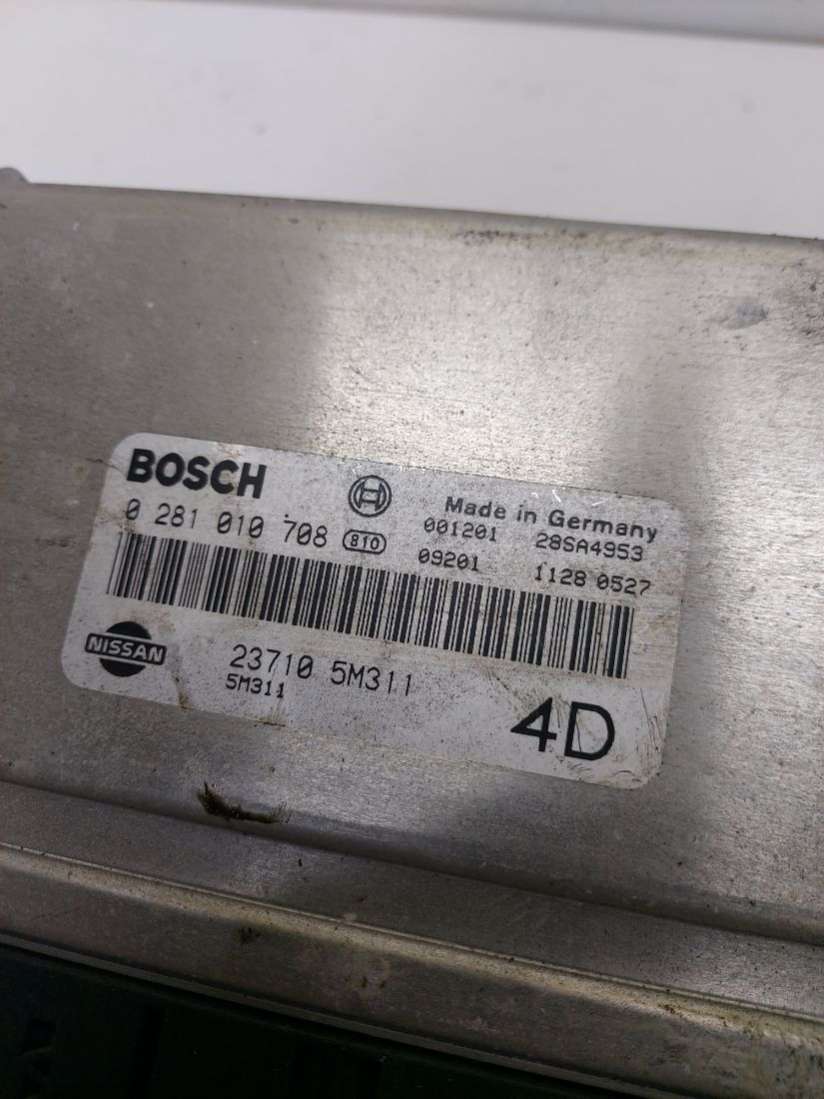 BOSCH
Made in Germany
0 281 010 708 810 001201 28SA4953
09201 1128 0527
NISSAN
23710 5M311
5M311
4D